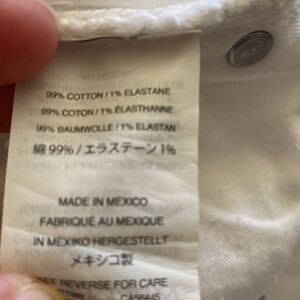 99% COTTON / 1% ELASTANE
99% COTON / 1% ÉLASTHANNE
99% BAUMWOLLE / 1% ELASTAN
綿 99% / エラステーン 1%
MADE IN MEXICO
FABRIQUÉ AU MEXIQUE
IN MEXIKO HERGESTELLT
メキシコ製
SEE REVERSE FOR CARE